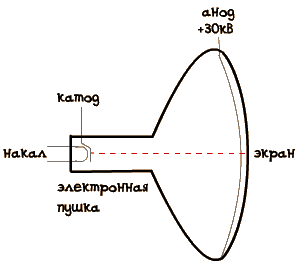 анод
+30кВ
катод
накал
экран
электронная
пушка